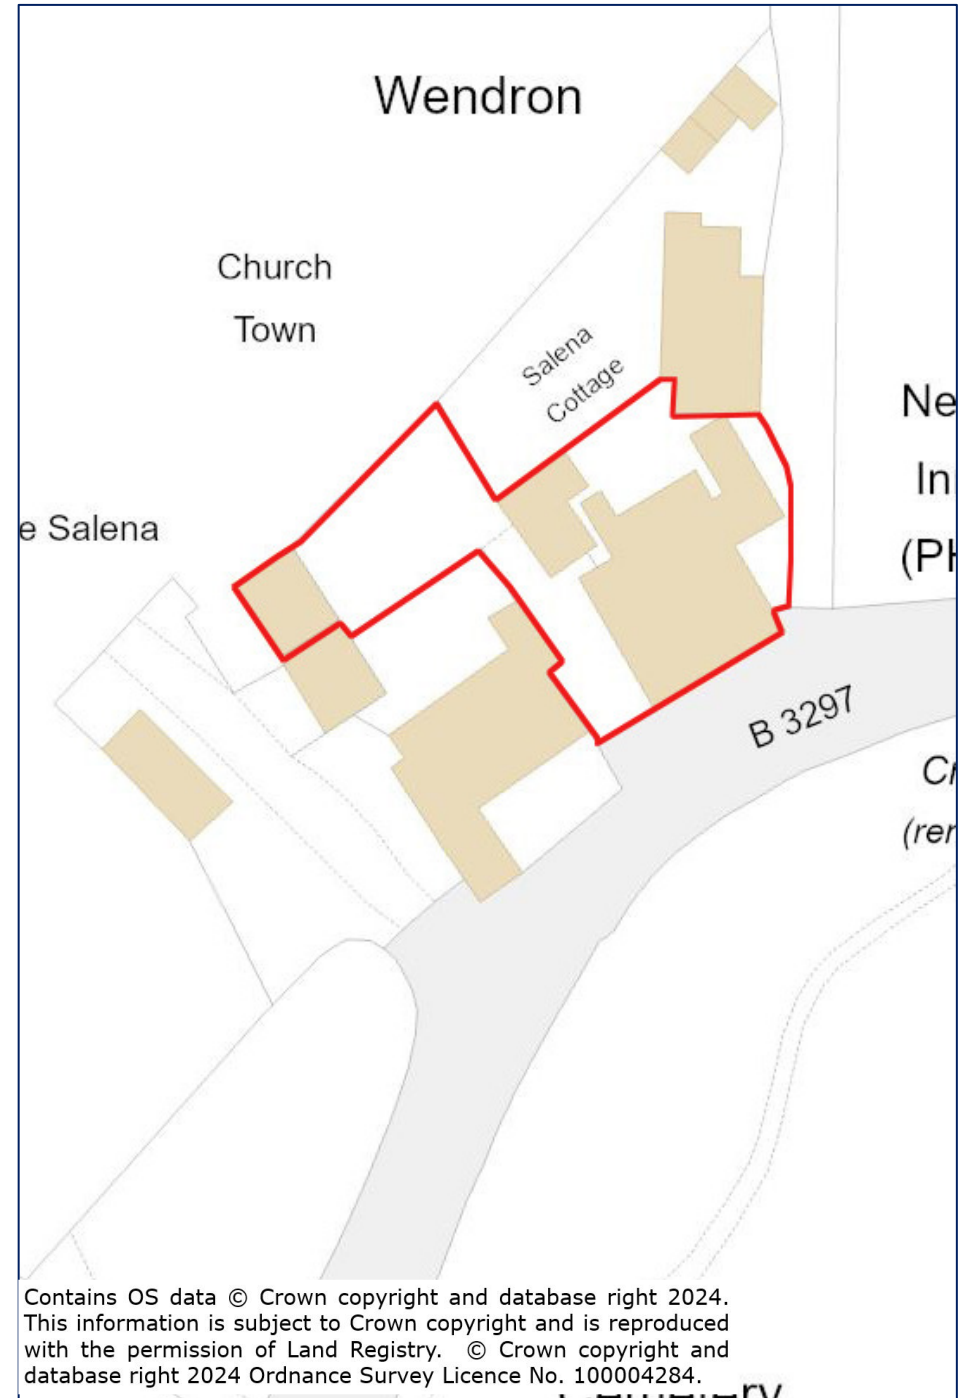 Wendron
Church
Town
Salena
Cottage
Ne
In
(PH
e Salena
B 3297
(rer
Contains OS data © Crown copyright and database right 2024.
This information is subject to Crown copyright and is reproduced
with the permission of Land Registry. © Crown copyright and
database right 2024 Ordnance Survey Licence No. 100004284.